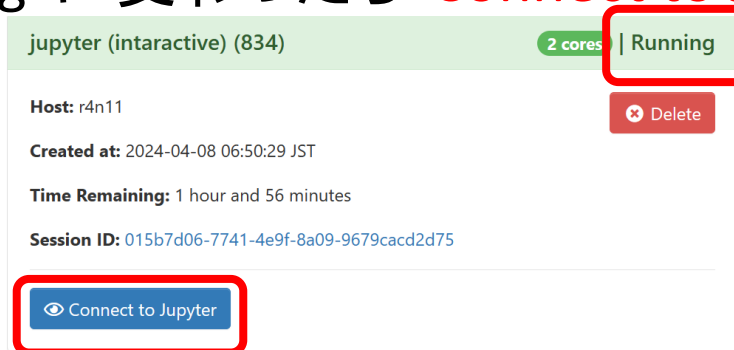 jupyter (intaractive) (834)
2 cores | Running
Host: r4n11
Delete
Created at: 2024-04-08 06:50:29 JST
Time Remaining: 1 hour and 56 minutes
Session ID: 015b7d06-7741-4e9f-8a09-9679cacd2d75
Connect to Jupyter